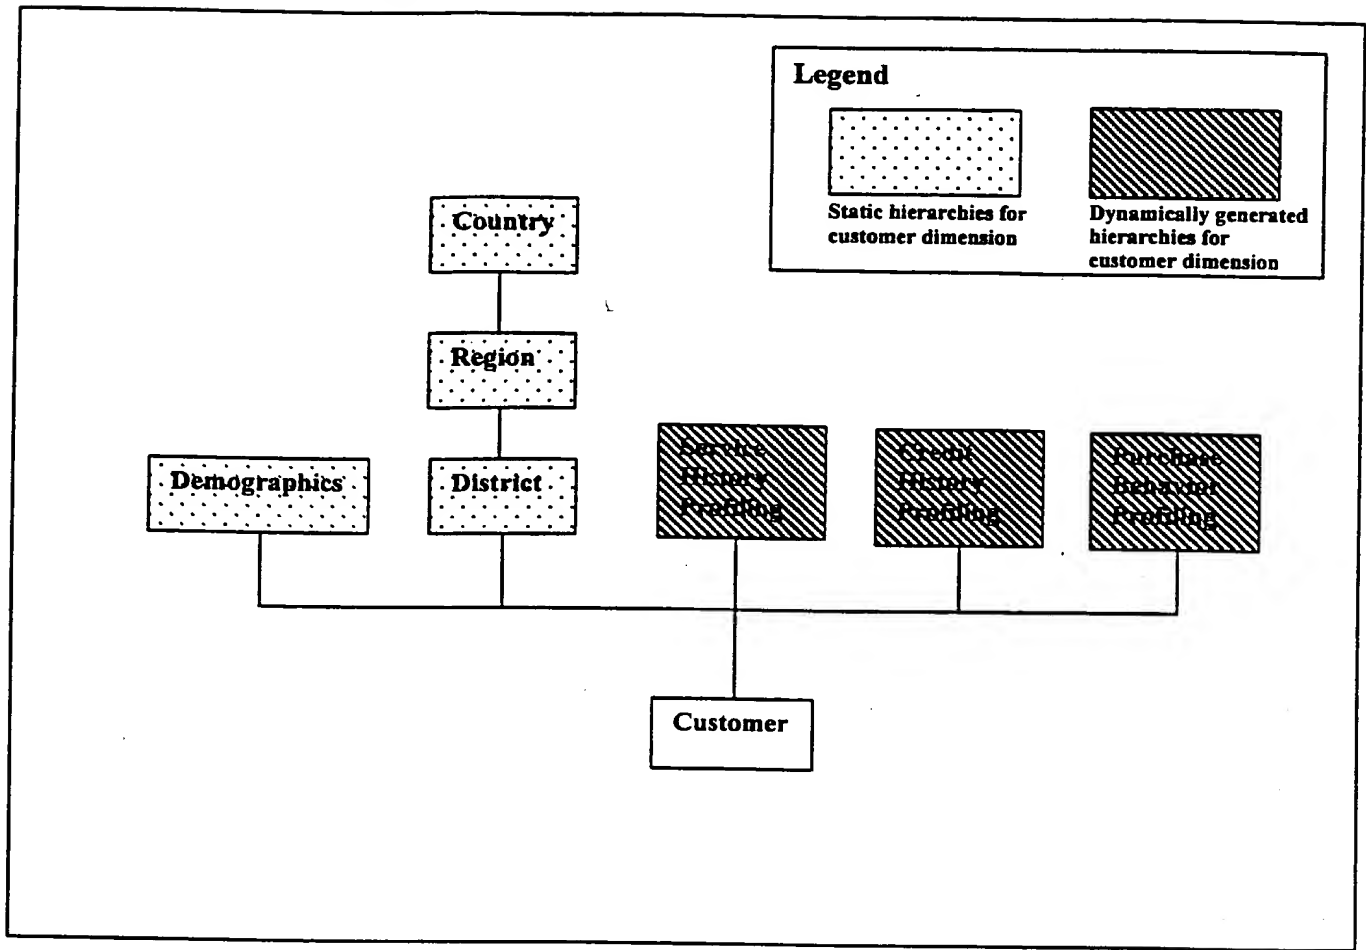 Legend
Static hierarchies for
customer dimension
Dynamically generated
hierarchies for
customer dimension
Country
Region
Demographics
District
Service
History
Profiling
Credit
History
Profiling
Purchase
Behavior
Profiling
Customer